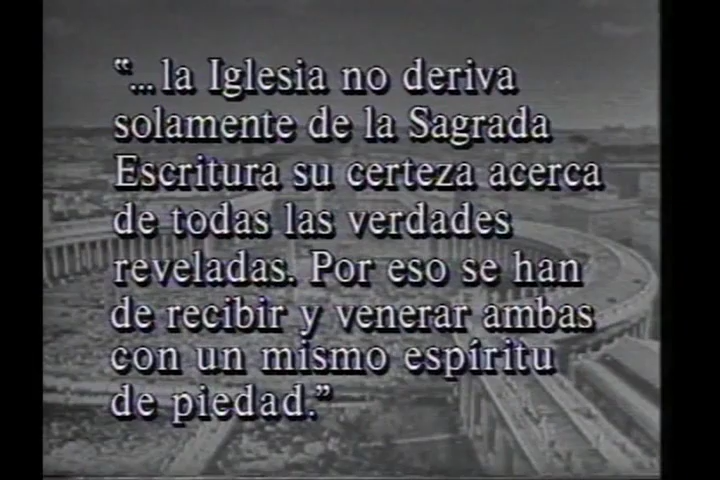 “... la Iglesia no deriva
solamente de la Sagrada
Escritura su certeza acerca
de todas las verdades
reveladas. Por eso se han
de recibir y venerar ambas
con un mismo espíritu
de piedad.”